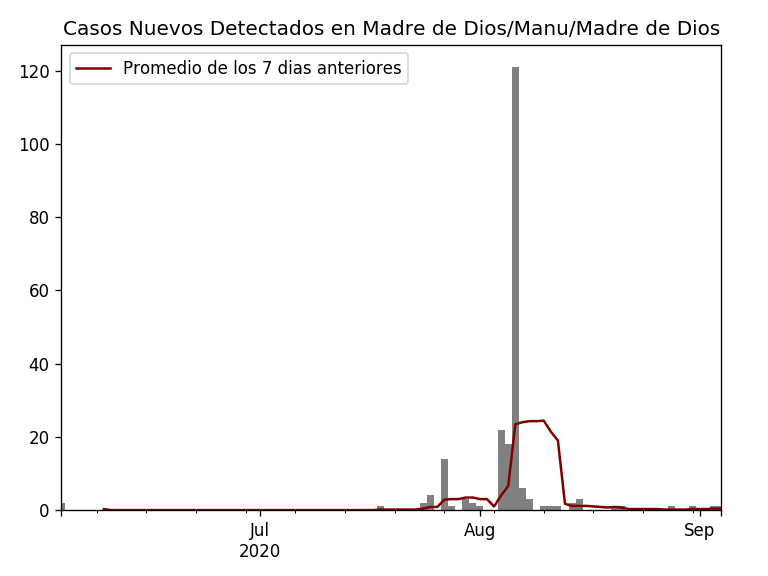 Casos Nuevos Detectados en Madre de Dios/Manu/Madre de Dios
Promedio de los 7 dias anteriores
120
100
80
60
40
20
0
Jul
2020
Aug
Sep